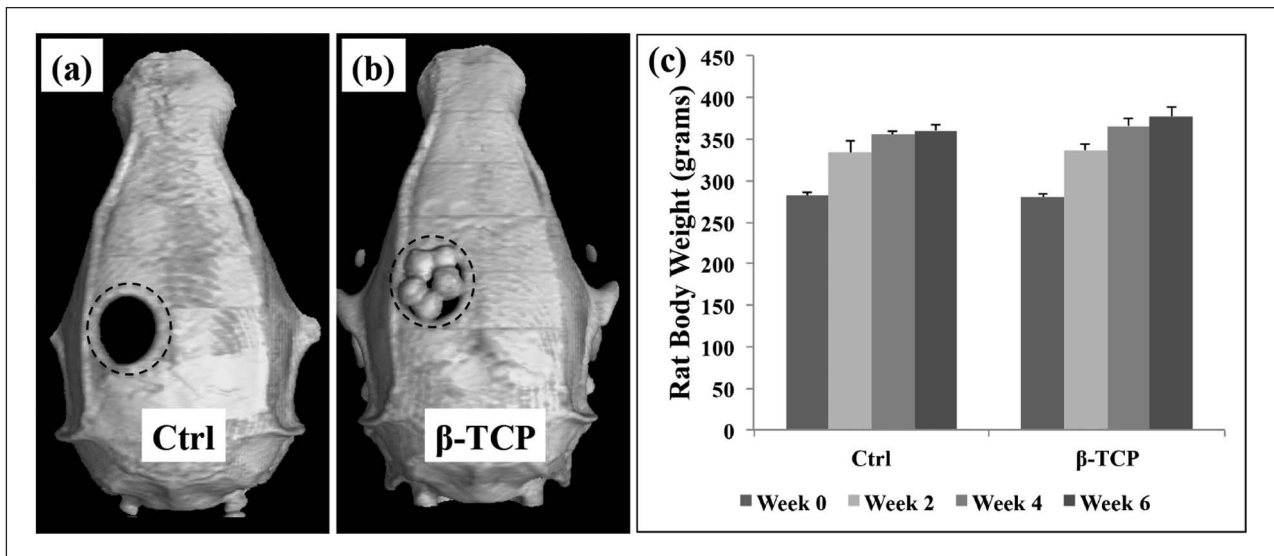 (a)
Ctrl
(b)
β-TCP
(c)
Rat Body Weight (grams)
450
400
350
300
250
200
150
100
50
0
Ctrl β-TCP
Week 0 Week 2 Week 4 Week 6